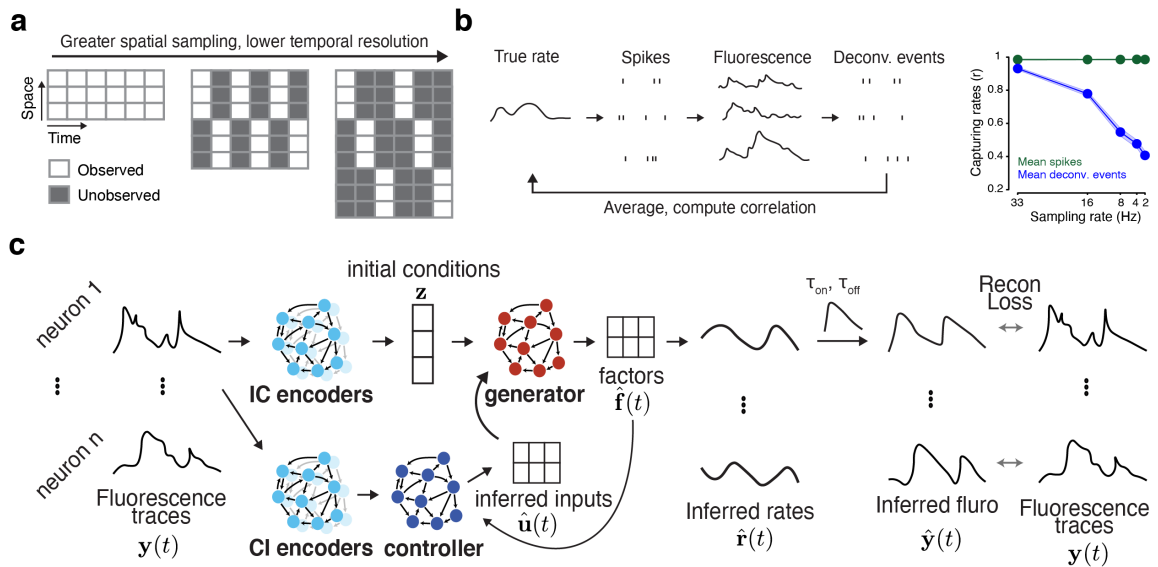 a
Greater spatial sampling, lower temporal resolution
Space
Time
Observed
Unobserved
b
True rate
Spikes
Fluorescence
Deconv. events
Average, compute correlation
Capturing rates (r)
1
0.8
0.6
0.4
0.2
Mean spikes
Mean deconv. events
33 16 8 4 2
Sampling rate (Hz)
c
neuron 1
neuron n
Fluorescence
traces
y(t)
IC encoders
CI encoders
initial conditions
z
generator
controller
factors
f̂(t)
inferred inputs
û(t)
Inferred rates
r̂(t)
τon, τoff
Inferred fluro
ŷ(t)
Recon
Loss
Fluorescence
traces
y(t)